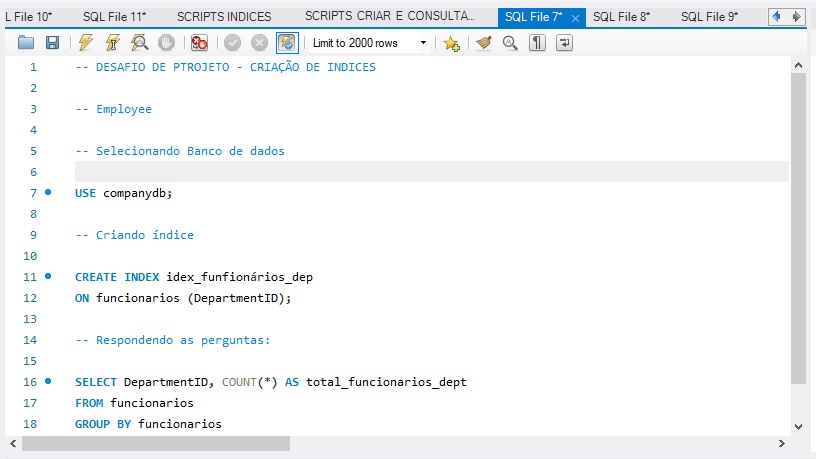 L File 10* SQL File 11* SCRIPTS INDICES SCRIPTS CRIAR E CONSULTA... SQL File 7* SQL File 8* SQL File 9*
Limit to 2000 rows
1 -- DESAFIO DE PTROJETO - CRIAÇÃO DE INDICES
2
3 -- Employee
4
5 -- Selecionando Banco de dados
6
7 USE companydb;
8
9 -- Criando índice
10
11 CREATE INDEX idex_funfionários_dep
12 ON funcionarios (DepartmentID);
13
14 -- Respondendo as perguntas:
15
16 SELECT DepartmentID, COUNT(*) AS total_funcionarios_dept
17 FROM funcionarios
18 GROUP BY funcionarios